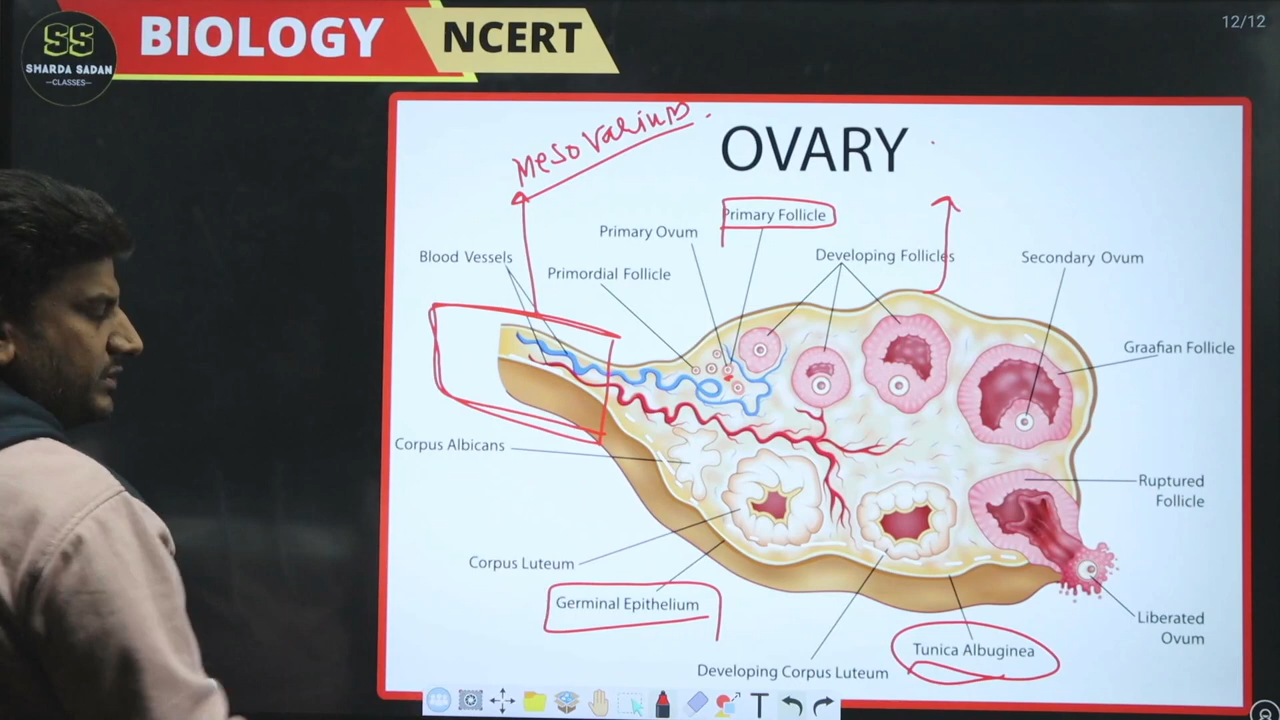 SS
SHARDA SADAN
—CLASSES—
BIOLOGY NCERT
12/12
Mesovarium.
OVARY
Primary Follicle
Primary Ovum
Blood Vessels
Primordial Follicle
Developing Follicles
Secondary Ovum
Graafian Follicle
Corpus Albicans
Ruptured
Follicle
Corpus Luteum
Germinal Epithelium
Liberated
Ovum
Tunica Albuginea
Developing Corpus Luteum
T